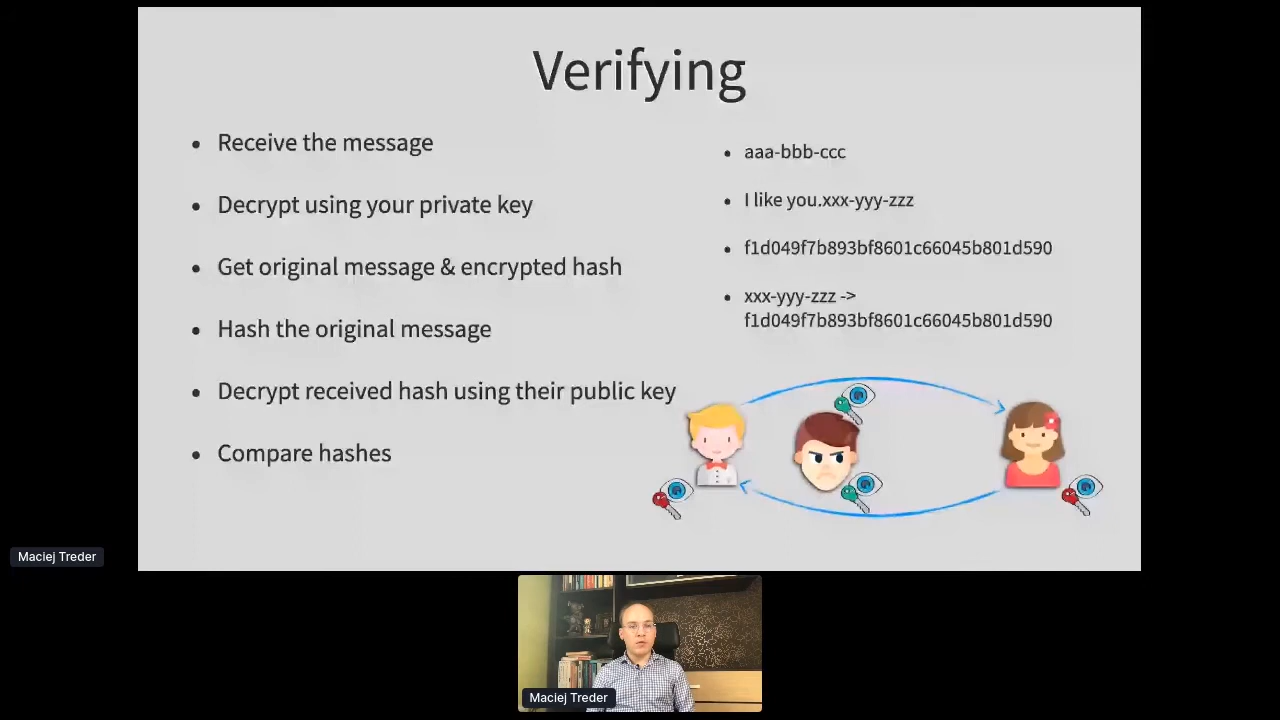 Verifying
Receive the message
Decrypt using your private key
Get original message & encrypted hash
Hash the original message
Decrypt received hash using their public key
Compare hashes
aaa-bbb-ccc
I like you.xxx-yyy-zzz
f1d049f7b893bf8601c66045b801d590
xxx-yyy-zzz ->
f1d049f7b893bf8601c66045b801d590
Maciej Treder
Maciej Treder